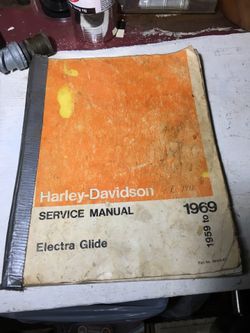 Harley-Davidson
SERVICE MANUAL
1959 to 1969
Electra Glide